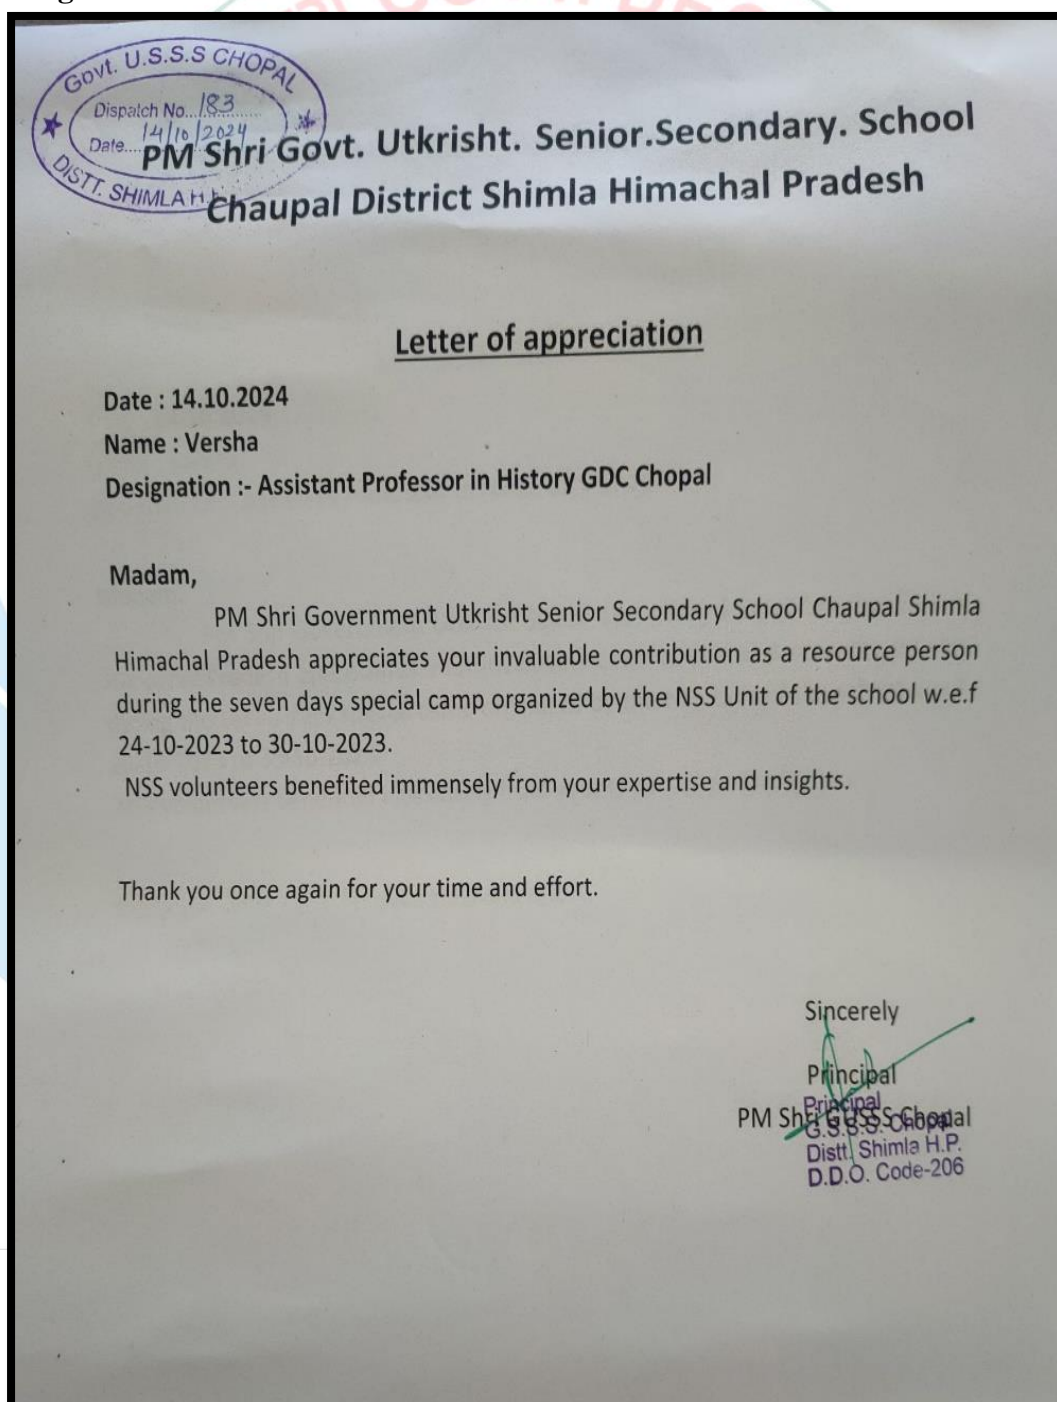 Govt. U.S.S.S CHOPAL
Dispatch No...183
Date....14/10/2024
DISTT. SHIMLA H.P.
PM Shri Govt. Utkrisht. Senior.Secondary. School
Chaupal District Shimla Himachal Pradesh
Letter of appreciation
Date : 14.10.2024
Name : Versha
Designation :- Assistant Professor in History GDC Chopal
Madam,
PM Shri Government Utkrisht Senior Secondary School Chaupal Shimla
Himachal Pradesh appreciates your invaluable contribution as a resource person
during the seven days special camp organized by the NSS Unit of the school w.e.f
24-10-2023 to 30-10-2023.
NSS volunteers benefited immensely from your expertise and insights.
Thank you once again for your time and effort.
Sincerely
Principal
PM Shri GUSSS Chopal
Principal
G.S.S.S. Chopal
Distt. Shimla H.P.
D.D.O. Code-206